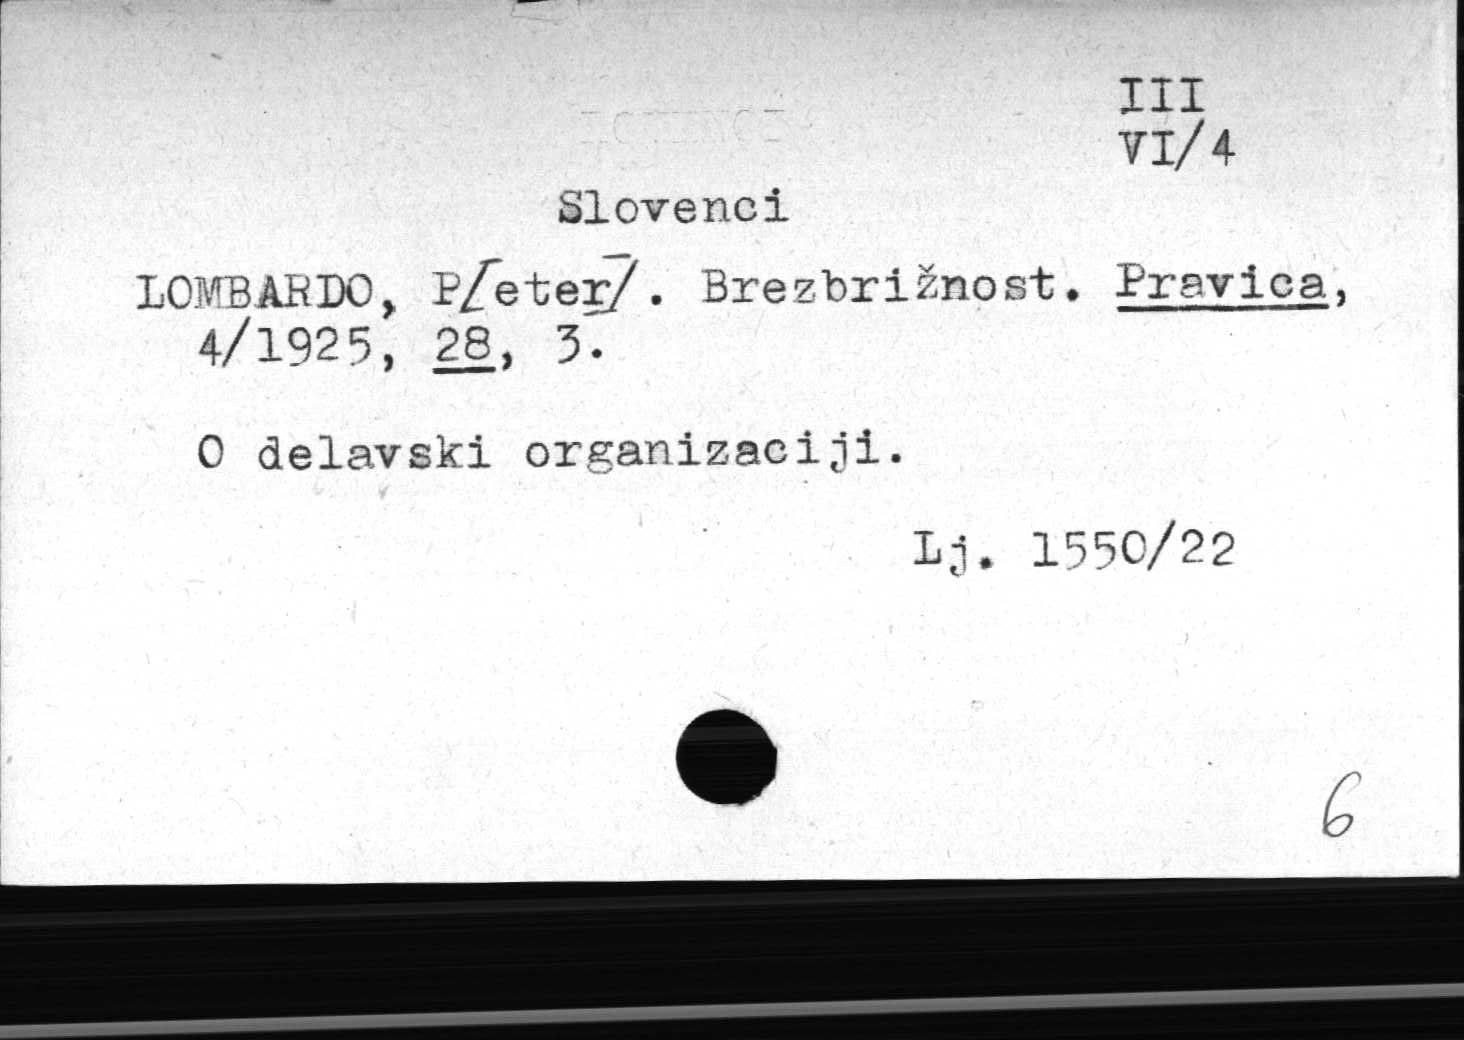 III
VI/4
Slovenci
LOMBARDO, P[eter]. Brezbrižnost. Pravica,
4/1925, 28, 3.
O delavski organizaciji.
Lj. 1550/22
6